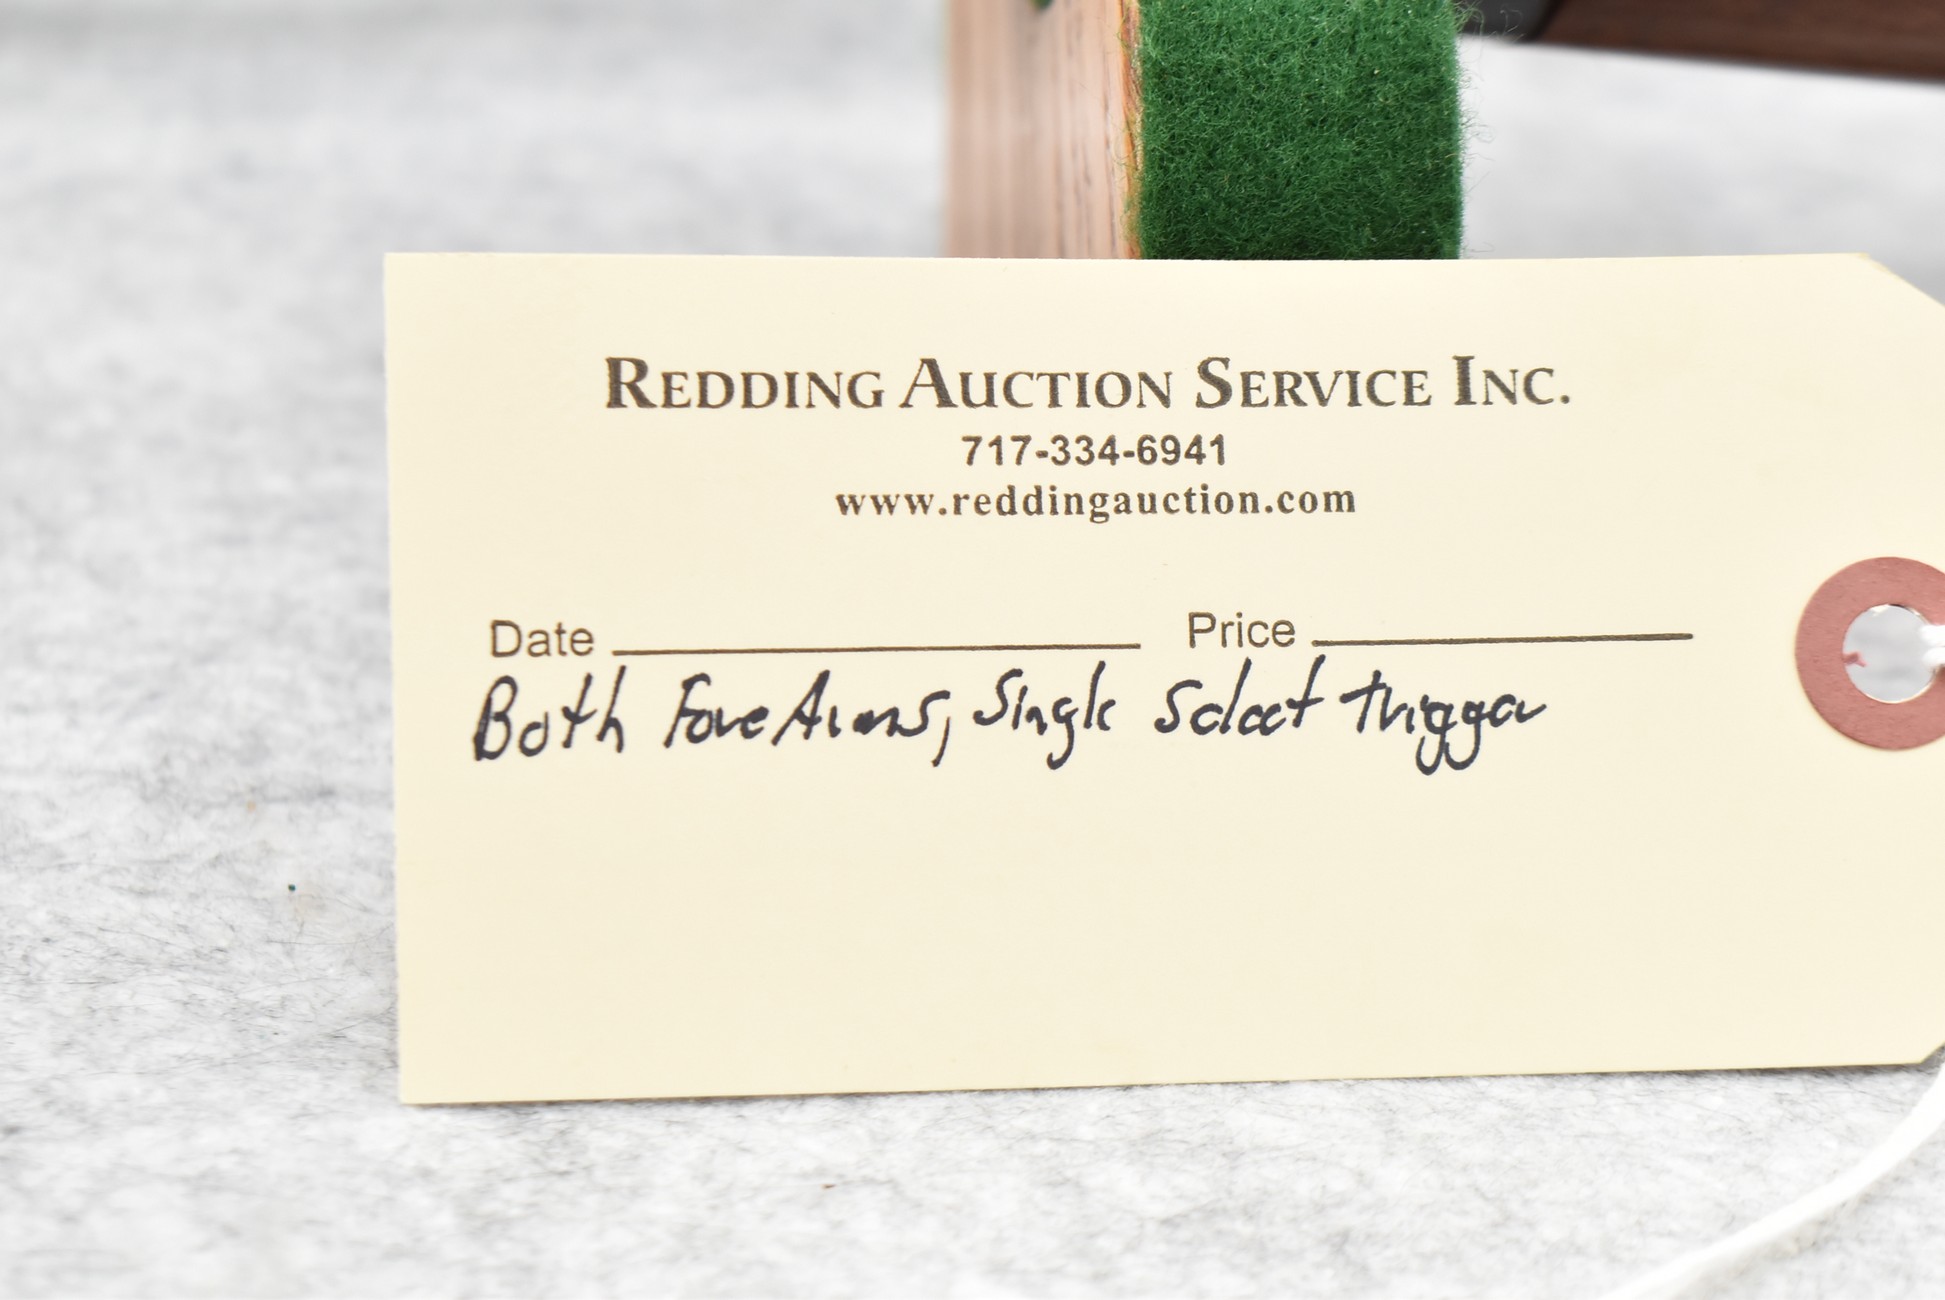 REDDING AUCTION SERVICE INC.
717-334-6941
www.reddingauction.com
Date Price
Both Fore Arms, Single Select Trigger